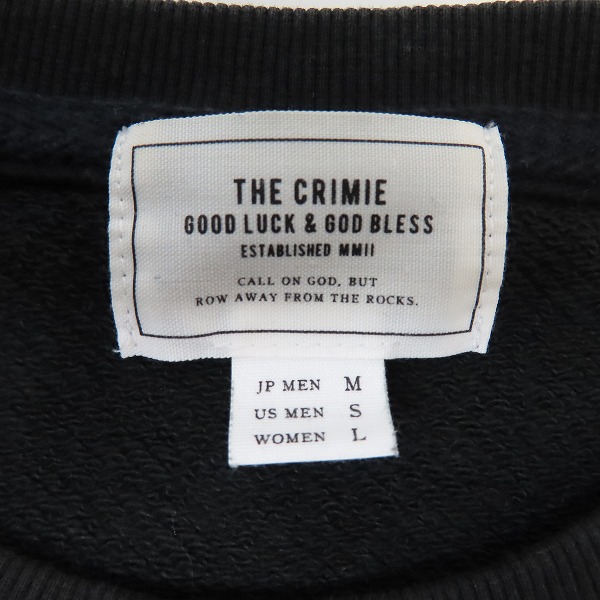 THE CRIMIE
GOOD LUCK & GOD BLESS
ESTABLISHED MMII
CALL ON GOD, BUT
ROW AWAY FROM THE ROCKS.
JP MEN M
US MEN S
WOMEN L